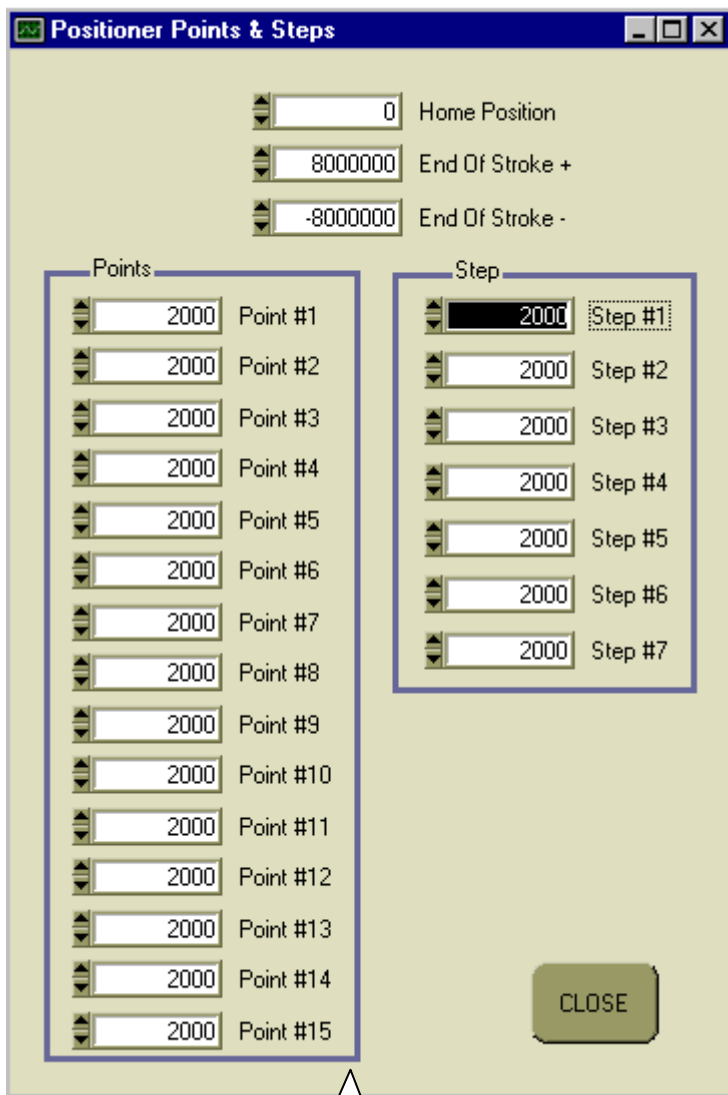 Positioner Points & Steps
0 Home Position
8000000 End Of Stroke +
-8000000 End Of Stroke -
Points
2000 Point #1
2000 Point #2
2000 Point #3
2000 Point #4
2000 Point #5
2000 Point #6
2000 Point #7
2000 Point #8
2000 Point #9
2000 Point #10
2000 Point #11
2000 Point #12
2000 Point #13
2000 Point #14
2000 Point #15
Step
2000 Step #1
2000 Step #2
2000 Step #3
2000 Step #4
2000 Step #5
2000 Step #6
2000 Step #7
CLOSE